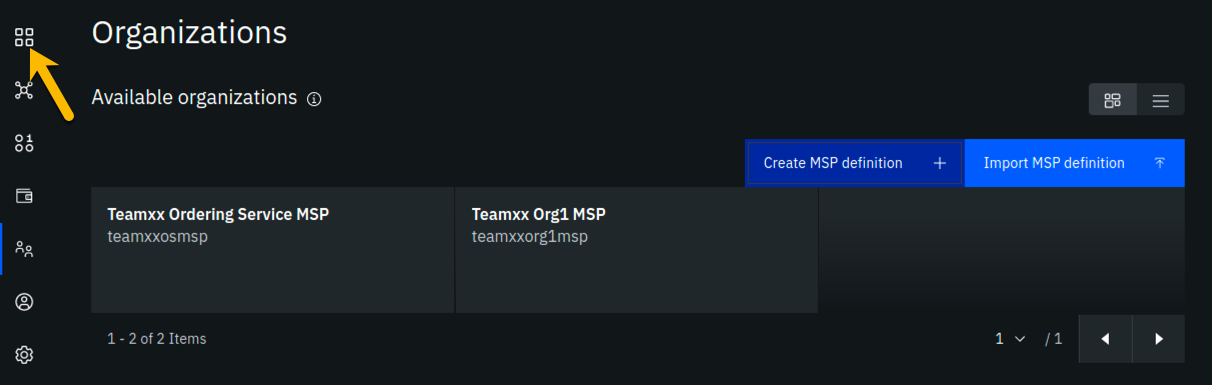 Organizations
Available organizations
Create MSP definition
Import MSP definition
Teamxx Ordering Service MSP
teamxxosmsp
Teamxx Org1 MSP
teamxxorg1msp
1 - 2 of 2 Items
1
/ 1